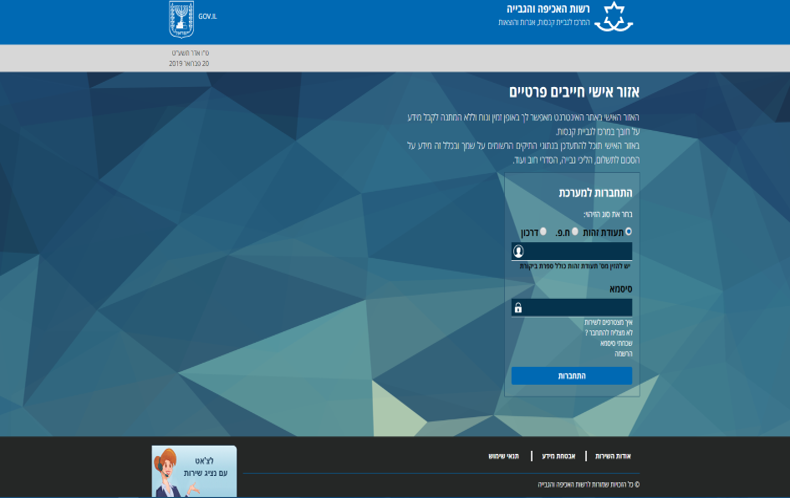 רשות האכיפה והגבייה
המרכז לגביית קנסות, אגרות והוצאות
GOV.IL
ט"ו אדר תשע"ט
20 פברואר 2019
אזור אישי חייבים פרטיים
האזור האישי באתר האינטרנט מאפשר לך באופן זמין ונוח וללא המתנה לקבל מידע
על חובך במרכז לגביית קנסות.
באזור האישי תוכל להתעדכן בנתוני התיקים הרשומים על שמך ובכלל זה מידע על
הסכום לתשלום, הליכי גבייה, הסדרי חוב ועוד.
התחברות למערכת
בחר את סוג הזיהוי:
תעודת זהות ח.פ. דרכון
יש להזין מס' תעודת זהות כולל ספרת ביקורת
סיסמא
איך מצטרפים לשירות
לא מצליח להתחבר ?
שכחתי סיסמא
הרשמה
התחברות
אודות השירות | אבטחת מידע | תנאי שימוש
© כל הזכויות שמורות לרשות האכיפה והגבייה
לצ'אט
עם נציג שירות